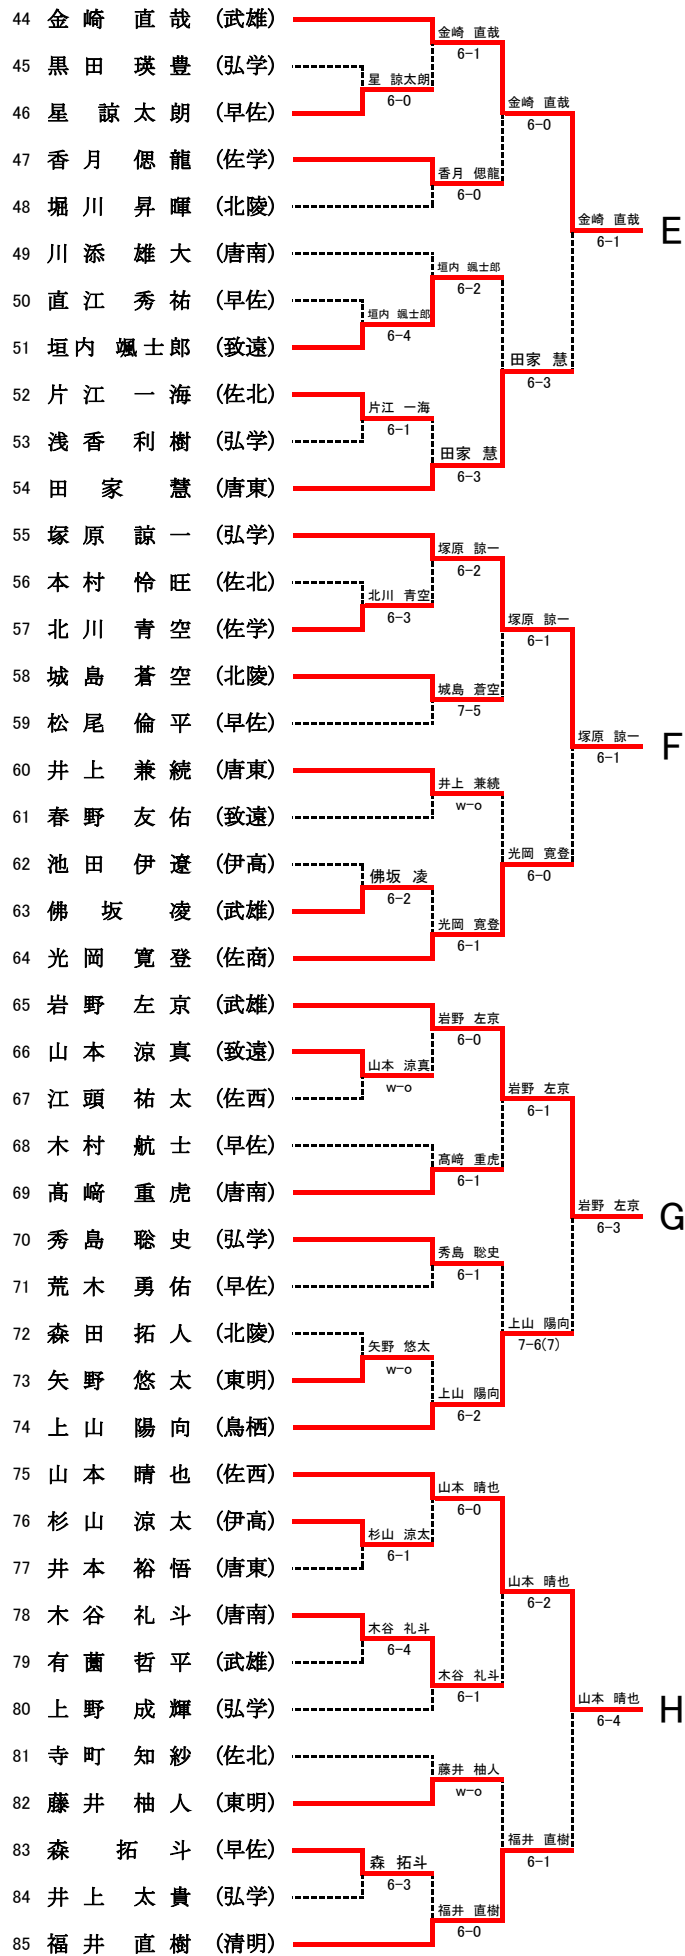 44 金崎 直哉 (武雄)
金崎 直哉
6-1
45 黒田 瑛豊 (弘学)
星 諒太朗
6-0
46 星 諒太朗 (早佐)
金崎 直哉
6-0
47 香月 偲龍 (佐学)
香月 偲龍
6-0
48 堀川 昇暉 (北陵)
金崎 直哉
6-1
E
49 川添 雄大 (唐南)
垣内 颯士郎
6-2
50 直江 秀祐 (早佐)
垣内 颯士郎
6-4
51 垣内 颯士郎 (致遠)
田家 慧
6-3
52 片江 一海 (佐北)
片江 一海
6-1
53 浅香 利樹 (弘学)
田家 慧
6-3
54 田家 慧 (唐東)
55 塚原 諒一 (弘学)
塚原 諒一
6-2
56 本村 怜旺 (佐北)
北川 青空
6-3
57 北川 青空 (佐学)
塚原 諒一
6-1
58 城島 蒼空 (北陵)
城島 蒼空
7-5
59 松尾 倫平 (早佐)
塚原 諒一
6-1
F
60 井上 兼続 (唐東)
井上 兼続
w-o
61 春野 友佑 (致遠)
光岡 寛登
6-0
62 池田 伊遼 (伊高)
佛坂 凌
6-2
63 佛坂 凌 (武雄)
光岡 寛登
6-1
64 光岡 寛登 (佐商)
65 岩野 左京 (武雄)
岩野 左京
6-0
66 山本 涼真 (致遠)
山本 涼真
w-o
67 江頭 祐太 (佐西)
岩野 左京
6-1
68 木村 航士 (早佐)
髙﨑 重虎
6-1
69 髙﨑 重虎 (唐南)
岩野 左京
6-3
G
70 秀島 聡史 (弘学)
秀島 聡史
6-1
71 荒木 勇佑 (早佐)
上山 陽向
7-6(7)
72 森田 拓人 (北陵)
矢野 悠太
w-o
73 矢野 悠太 (東明)
上山 陽向
6-2
74 上山 陽向 (鳥栖)
75 山本 晴也 (佐西)
山本 晴也
6-0
76 杉山 涼太 (伊高)
杉山 涼太
6-1
77 井本 裕悟 (唐東)
山本 晴也
6-2
78 木谷 礼斗 (唐南)
木谷 礼斗
6-4
79 有薗 哲平 (武雄)
木谷 礼斗
6-1
80 上野 成輝 (弘学)
山本 晴也
6-4
H
81 寺町 知紗 (佐北)
藤井 柚人
w-o
82 藤井 柚人 (東明)
福井 直樹
6-1
83 森 拓斗 (早佐)
森 拓斗
6-3
84 井上 太貴 (弘学)
福井 直樹
6-0
85 福井 直樹 (清明)